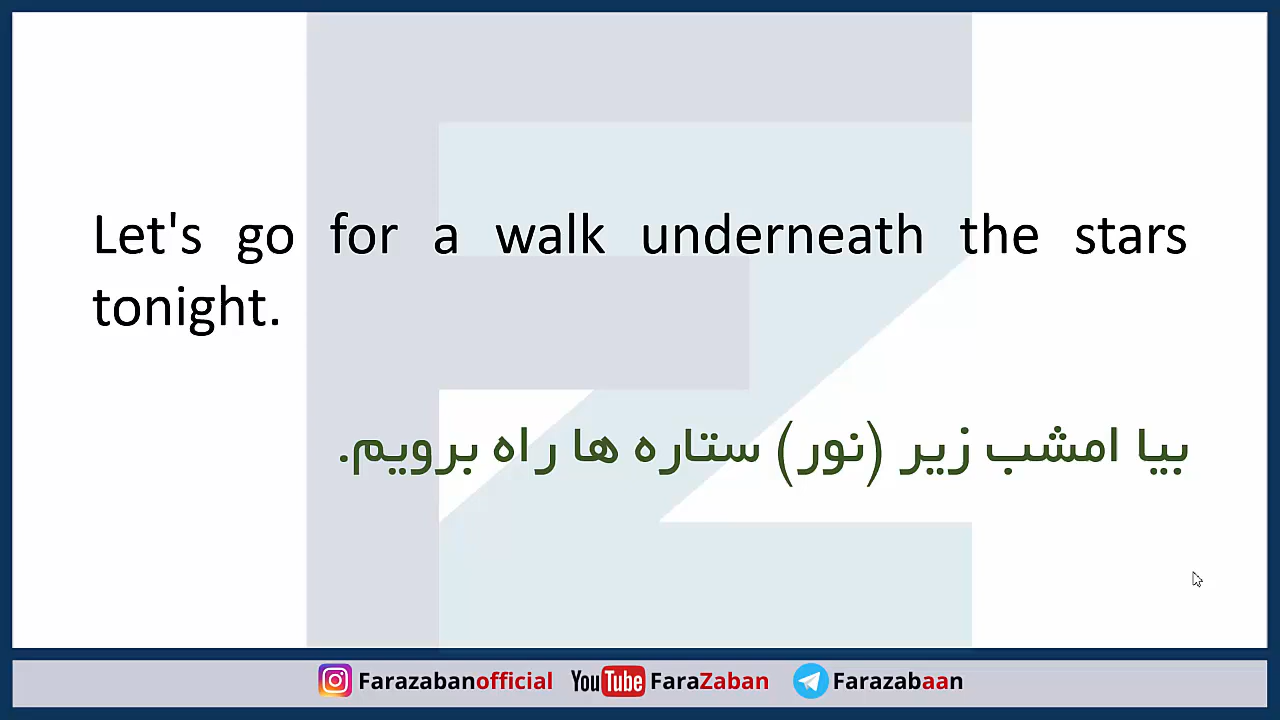 Let's go for a walk underneath the stars
tonight.
بیا امشب زیر (نور) ستاره ها راه برویم.
Farazabanofficial YouTube FaraZaban Farazabaan